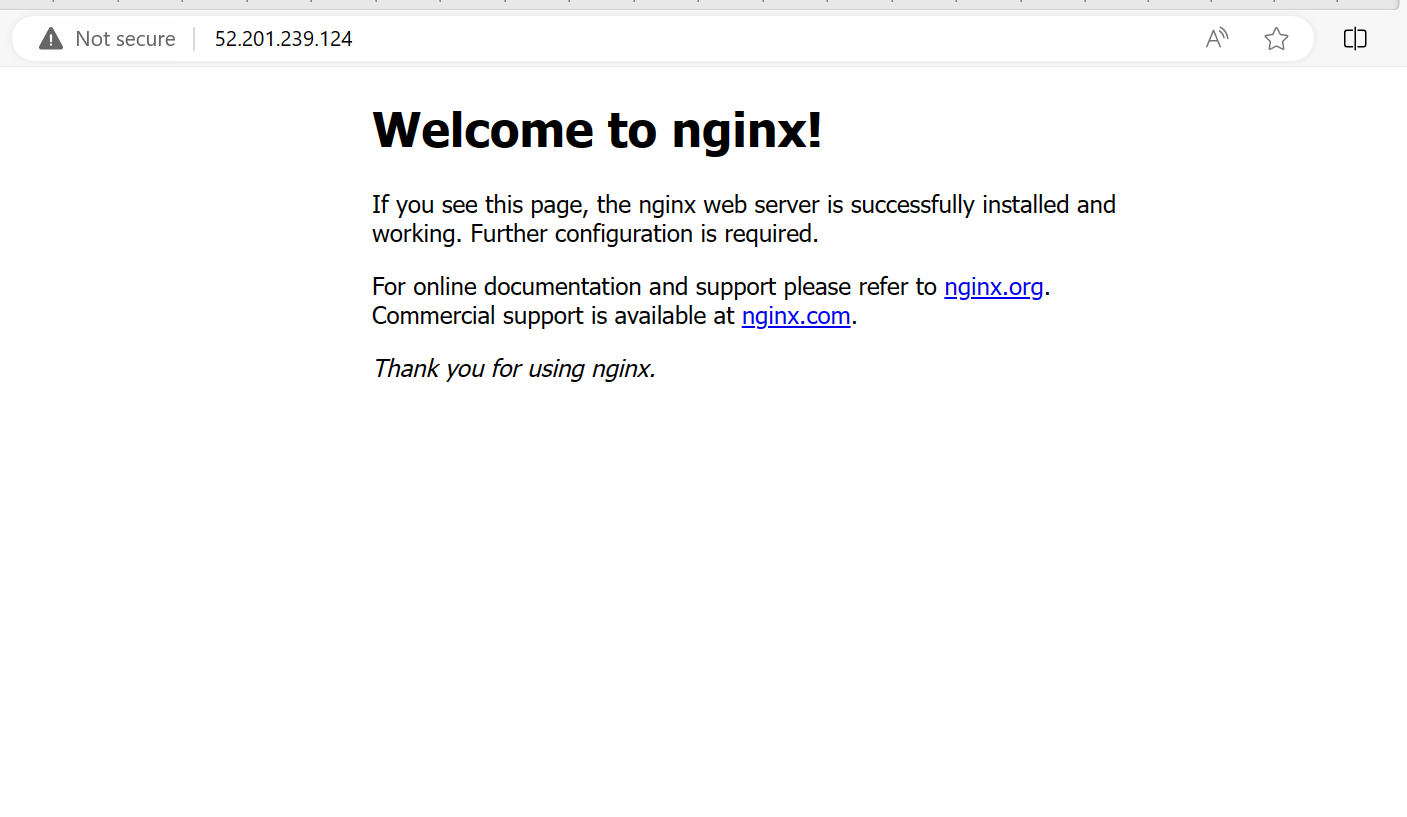 Not secure 52.201.239.124
Welcome to nginx!
If you see this page, the nginx web server is successfully installed and
working. Further configuration is required.
For online documentation and support please refer to nginx.org.
Commercial support is available at nginx.com.
Thank you for using nginx.